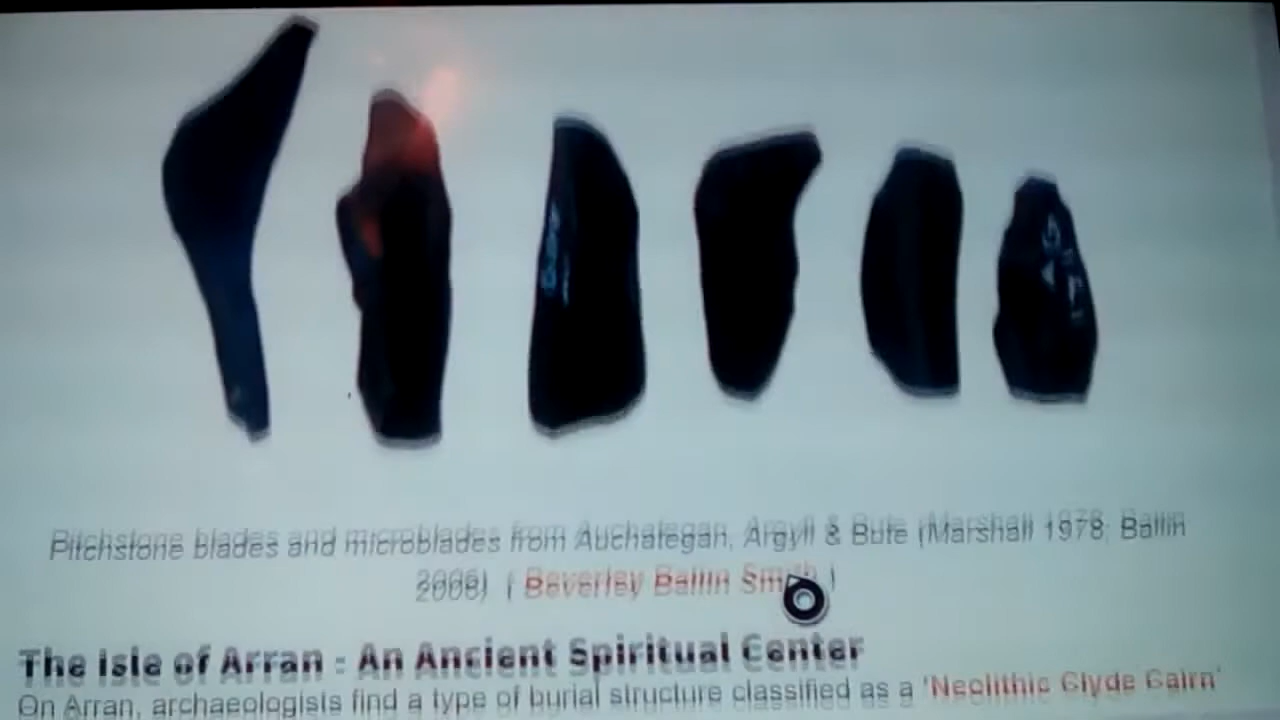 Pitchstone blades and microblades from Auchategan, Argyll & Bute (Marshall 1978; Ballin
2006) ( Beverley Ballin Smith )
The Isle of Arran : An Ancient Spiritual Center
On Arran, archaeologists find a type of burial structure classified as a 'Neolithic Clyde Cairn'